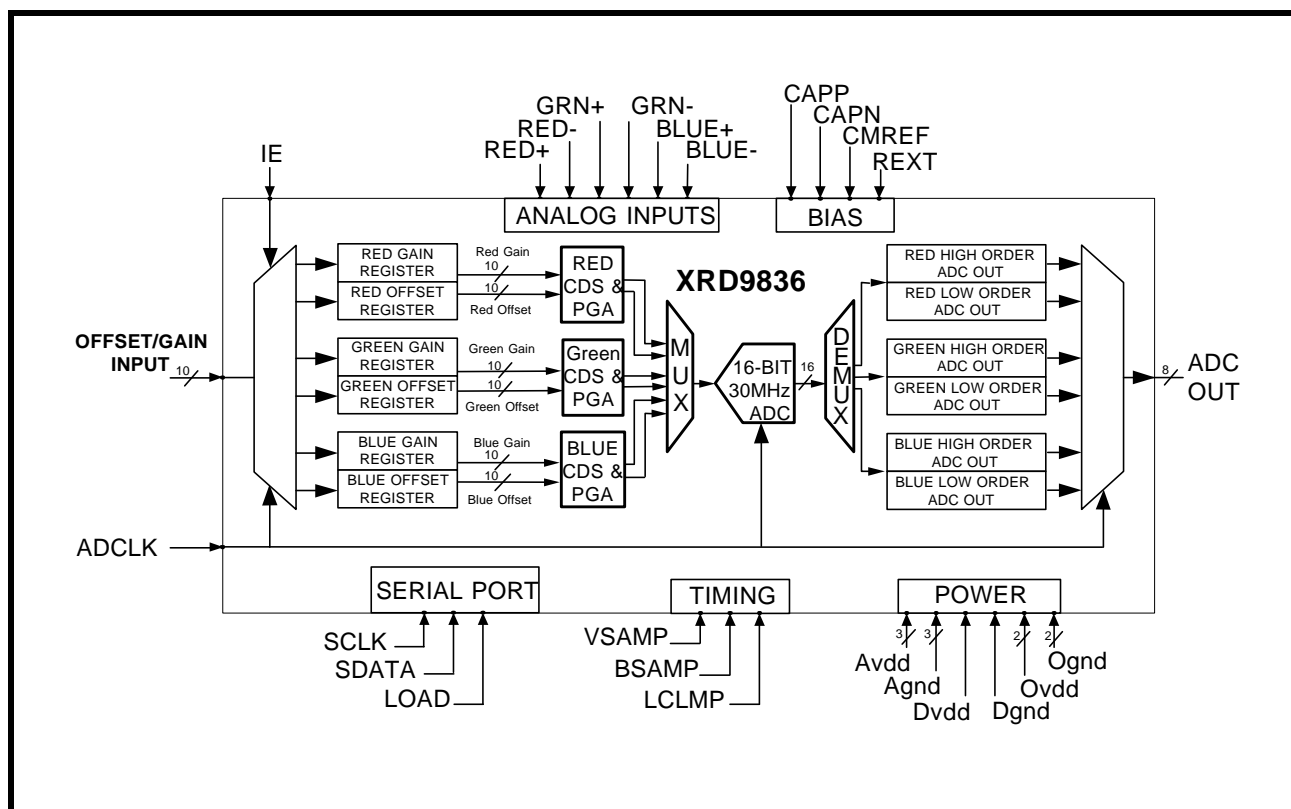 CAPP
CAPN
CMREF
REXT
GRN+
RED-
RED+
GRN-
BLUE+
BLUE-
IE
ANALOG INPUTS
BIAS
XRD9836
OFFSET/GAIN
INPUT
10
RED GAIN
REGISTER
RED OFFSET
REGISTER
Red Gain
10
10
Red Offset
RED
CDS &
PGA
GREEN GAIN
REGISTER
GREEN OFFSET
REGISTER
Green Gain
10
10
Green Offset
Green
CDS &
PGA
BLUE GAIN
REGISTER
BLUE OFFSET
REGISTER
Blue Gain
10
10
Blue Offset
BLUE
CDS &
PGA
MUX
16-BIT
30MHz
ADC
16
DEMUX
RED HIGH ORDER
ADC OUT
RED LOW ORDER
ADC OUT
GREEN HIGH ORDER
ADC OUT
GREEN LOW ORDER
ADC OUT
BLUE HIGH ORDER
ADC OUT
BLUE LOW ORDER
ADC OUT
8
ADC
OUT
ADCLK
SERIAL PORT
SCLK
SDATA
LOAD
TIMING
VSAMP
BSAMP
LCLMP
POWER
3
3
2
2
Avdd
Agnd
Dvdd
Dgnd
Ovdd
Ognd